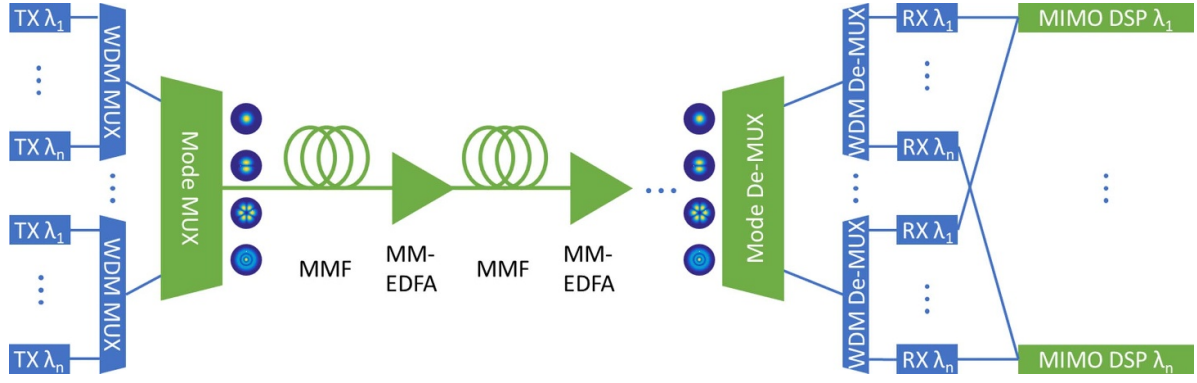 TX λ₁
WDM MUX
TX λₙ
TX λ₁
WDM MUX
TX λₙ
Mode MUX
MMF
MM-
EDFA
MMF
MM-
EDFA
Mode De-MUX
WDM De-MUX
RX λ₁
RX λₙ
WDM De-MUX
RX λ₁
RX λₙ
MIMO DSP λ₁
MIMO DSP λₙ